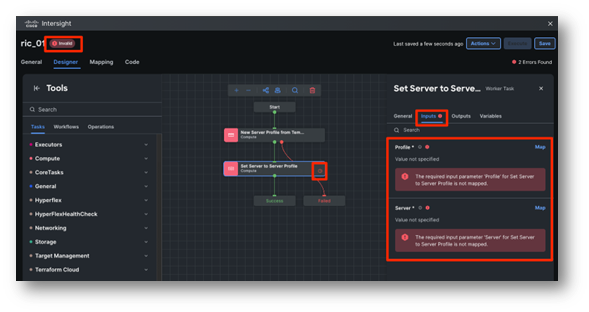 CISCO Intersight
ric_01 Invalid
Last saved a few seconds ago Actions Execute Save
General Designer Mapping Code
2 Errors Found
Tools
Search
Tasks Workflows Operations
Executors
Compute
CoreTasks
General
Hyperflex
HyperFlexHealthCheck
Networking
Storage
Target Management
Terraform Cloud
Start
New Server Profile from Tem...
Compute
Set Server to Server Profile
Compute
Success Failed
Set Server to Serve... Worker Task
General Inputs Outputs Variables
Search
Profile * Map
Value not specified
The required input parameter 'Profile' for Set Server
to Server Profile is not mapped.
Server * Map
Value not specified
The required input parameter 'Server' for Set Server
to Server Profile is not mapped.